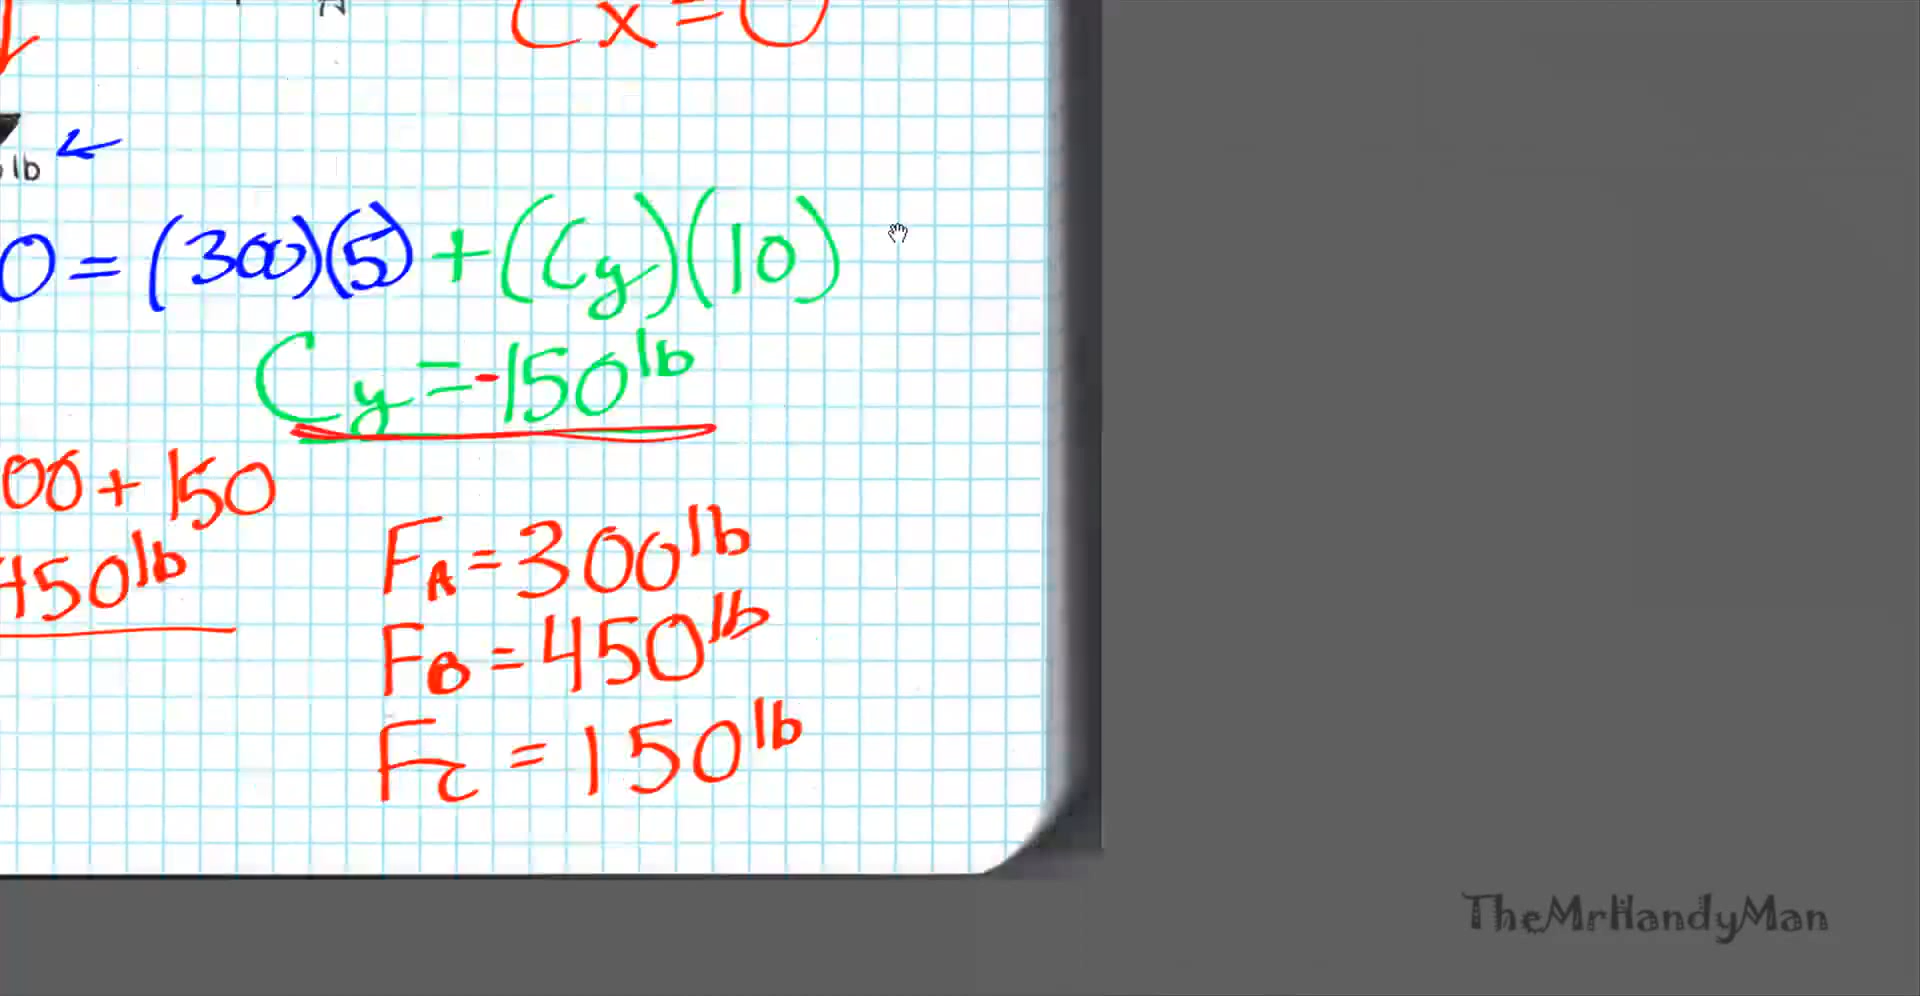 Cx=0
lb
0=(300)(5)+(Cy)(10)
Cy=-150lb
00+150
450lb
FA=300lb
FB=450lb
FC=150lb
TheMrHandyMan